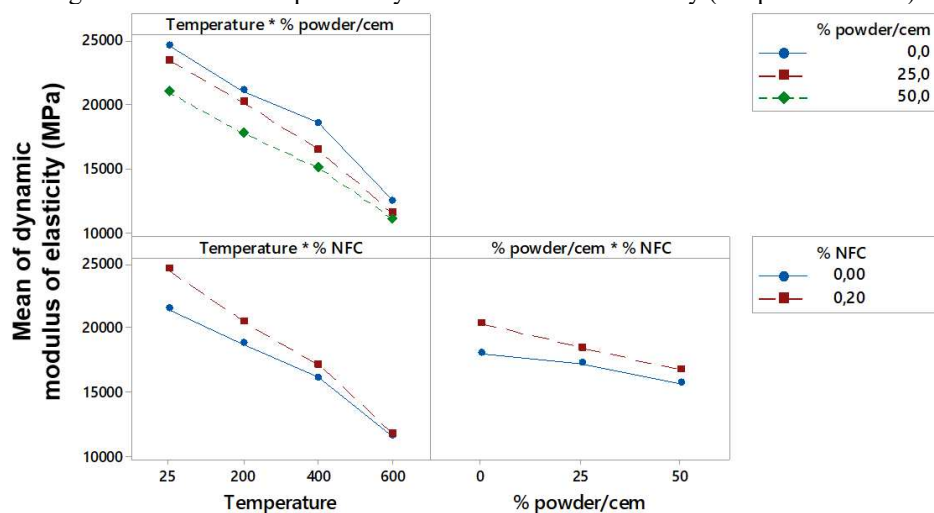 Temperature * % powder/cem
25000
20000
15000
10000
% powder/cem
0,0
25,0
50,0
Mean of dynamic
modulus of elasticity (MPa)
Temperature * % NFC
% powder/cem * % NFC
25000
20000
15000
10000
% NFC
0,00
0,20
25 200 400 600
0 25 50
Temperature
% powder/cem